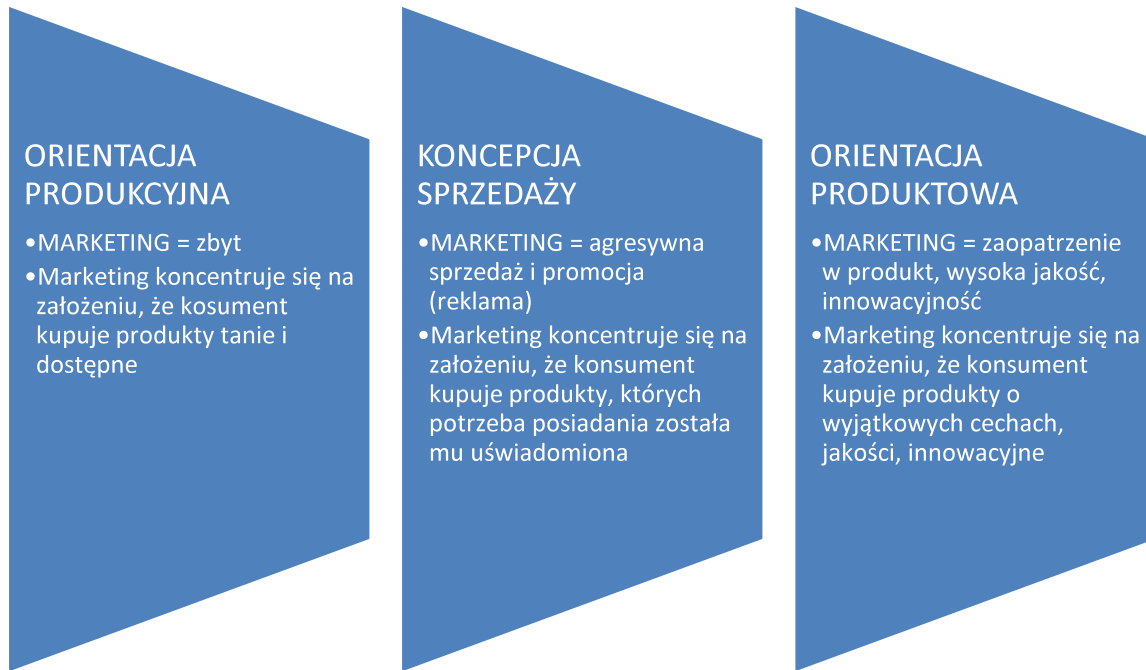 ORIENTACJA
PRODUKCYJNA
•MARKETING = zbyt
•Marketing koncentruje się na
założeniu, że kosument
kupuje produkty tanie i
dostępne
KONCEPCJA
SPRZEDAŻY
•MARKETING = agresywna
sprzedaż i promocja
(reklama)
•Marketing koncentruje się na
założeniu, że konsument
kupuje produkty, których
potrzeba posiadania została
mu uświadomiona
ORIENTACJA
PRODUKTOWA
•MARKETING = zaopatrzenie
w produkt, wysoka jakość,
innowacyjność
•Marketing koncentruje się na
założeniu, że konsument
kupuje produkty o
wyjątkowych cechach,
jakości, innowacyjne